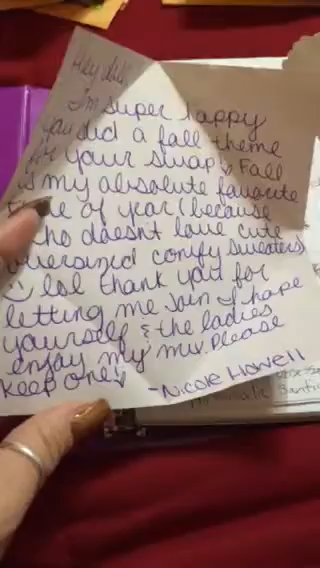 Hey
I'm super happy
you did a fall theme
for your swap! Fall
is my absolute favorite
time of year (because
who doesn't love cute
oversized comfy sweaters)
:) lol thank you for
letting me join I hope
yourself & the ladies
enjoy my mix. Please
keep one!
-Nicole Howell